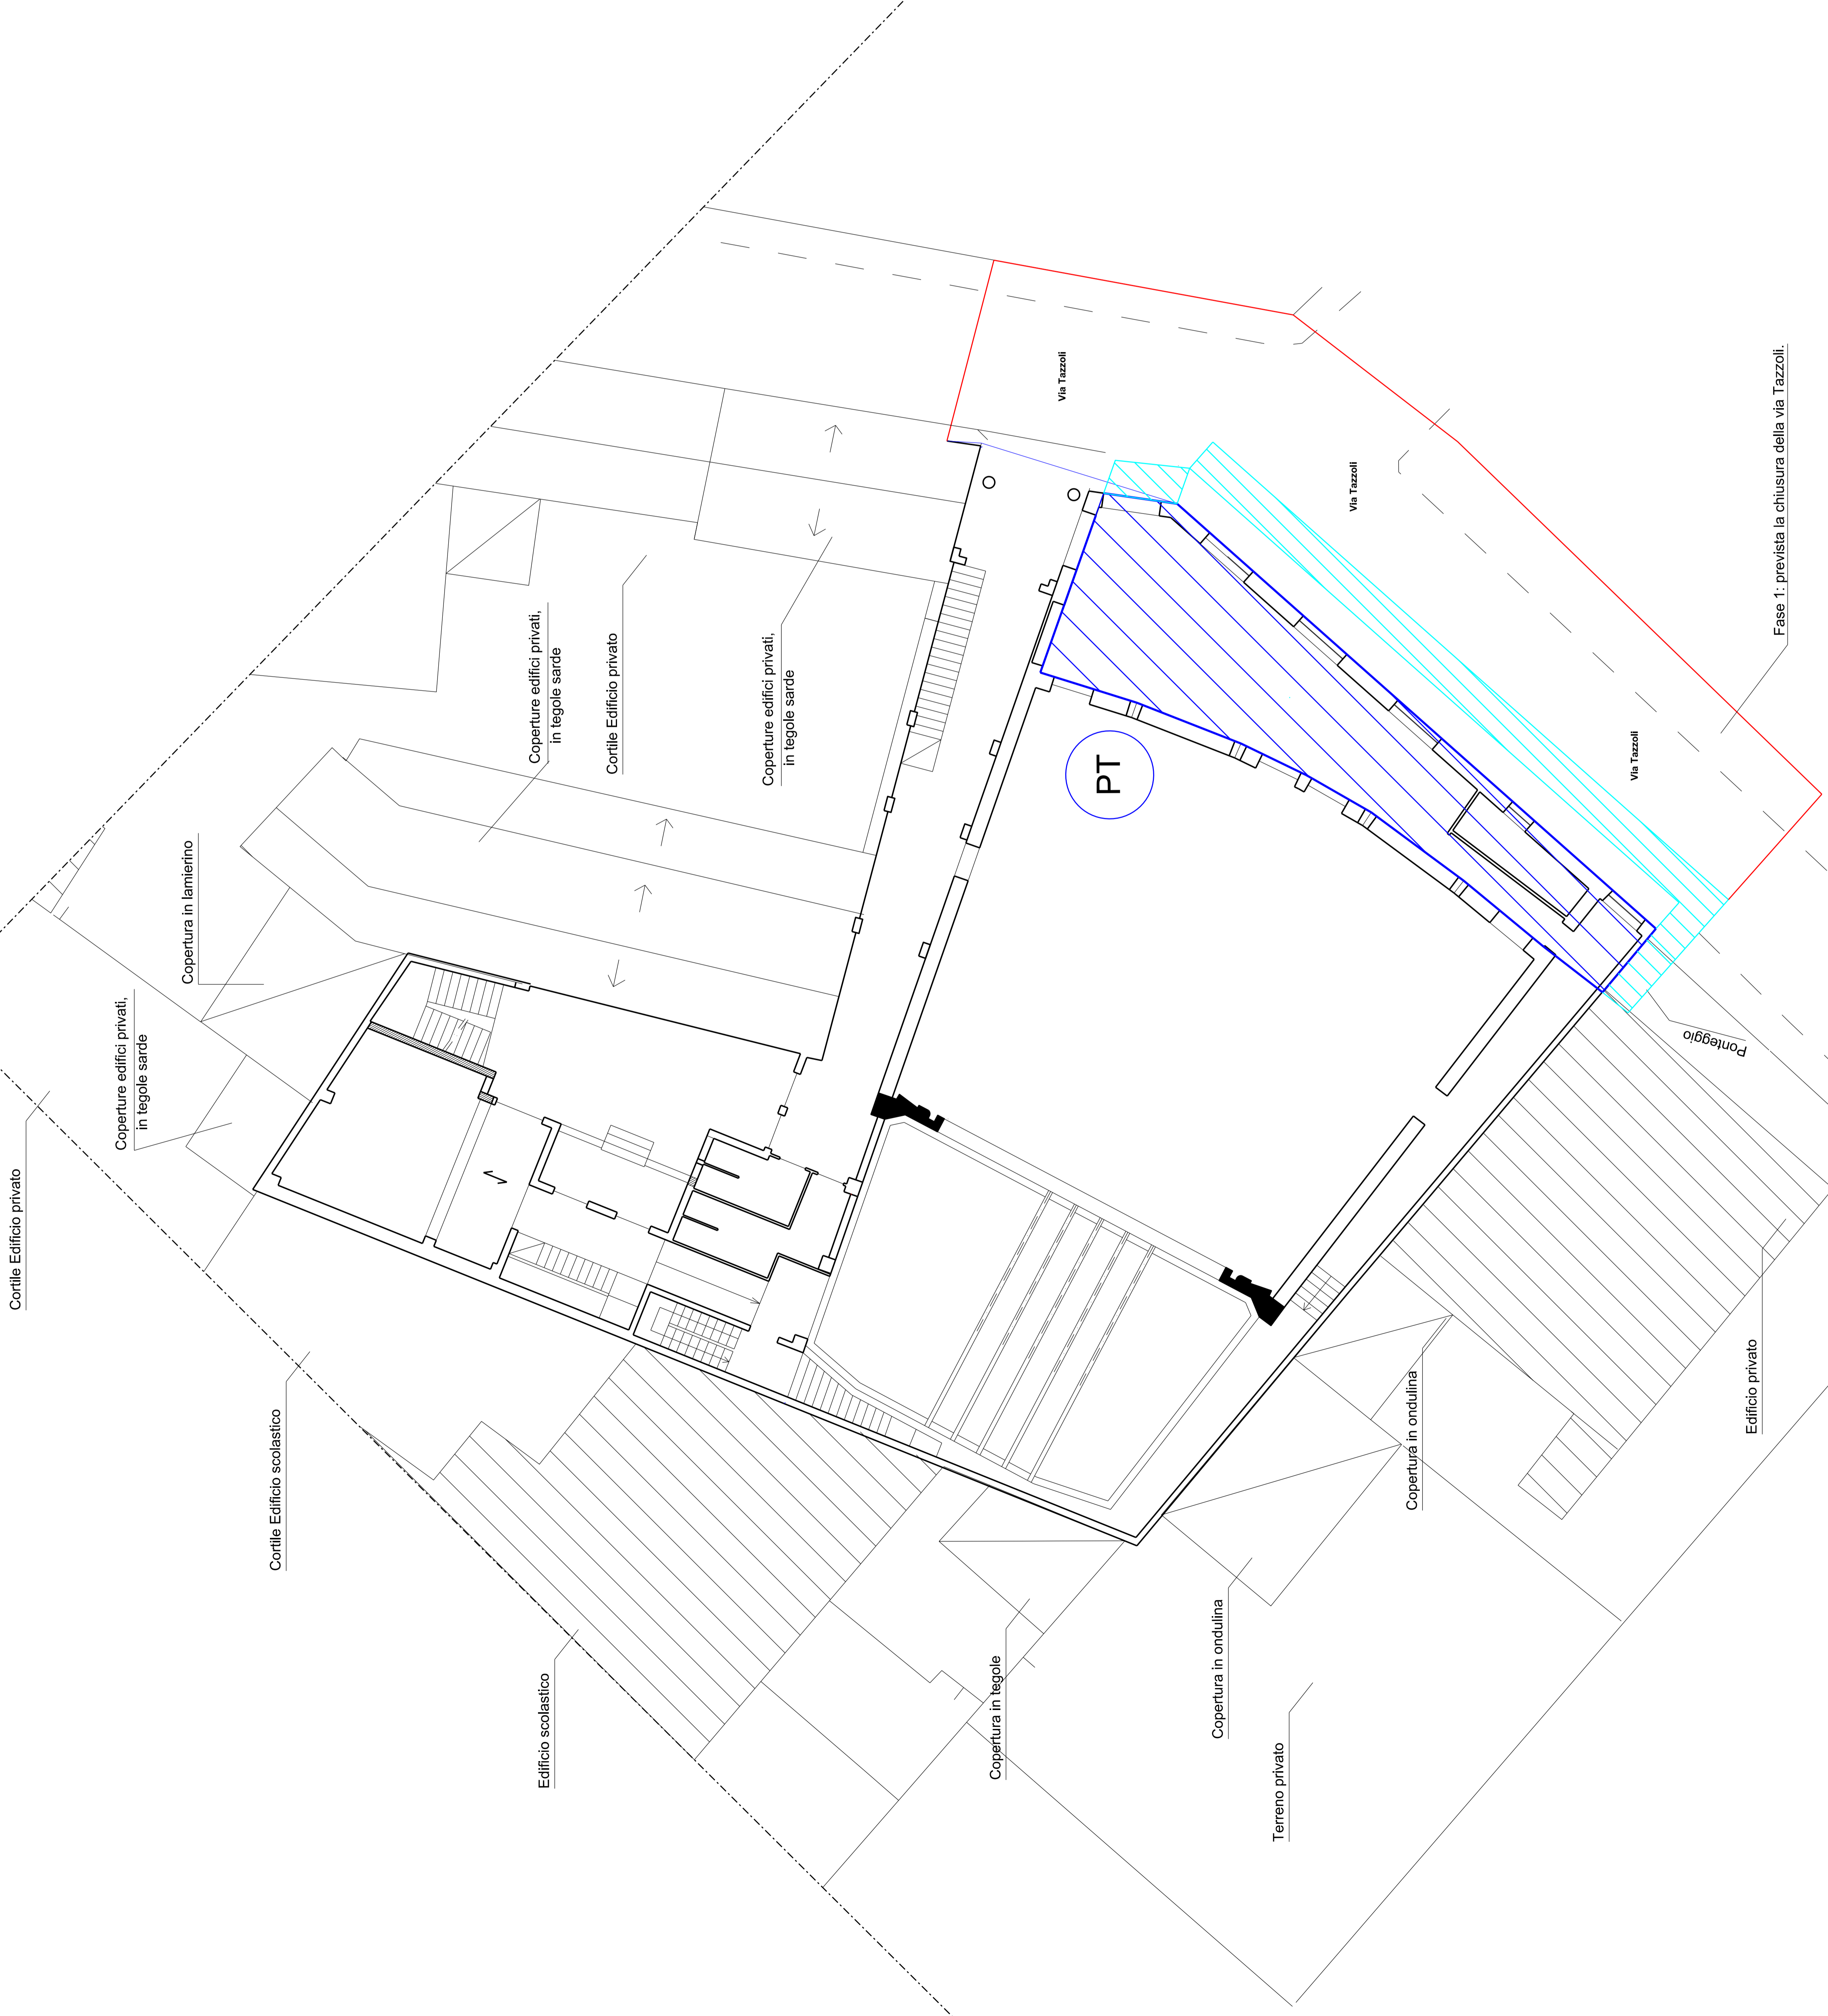 Cortile Edificio privato
Coperture edifici privati,
in tegole sarde
Copertura in lamierino
Cortile Edificio scolastico
Edificio scolastico
Coperture edifici privati,
in tegole sarde
Cortile Edificio privato
Coperture edifici privati,
in tegole sarde
Copertura in tegole
Via Tazzoli
PT
Copertura in ondulina
Terreno privato
Via Tazzoli
Copertura in ondulina
Via Tazzoli
Ponteggio
Edificio privato
Fase 1: prevista la chiusura della via Tazzoli.